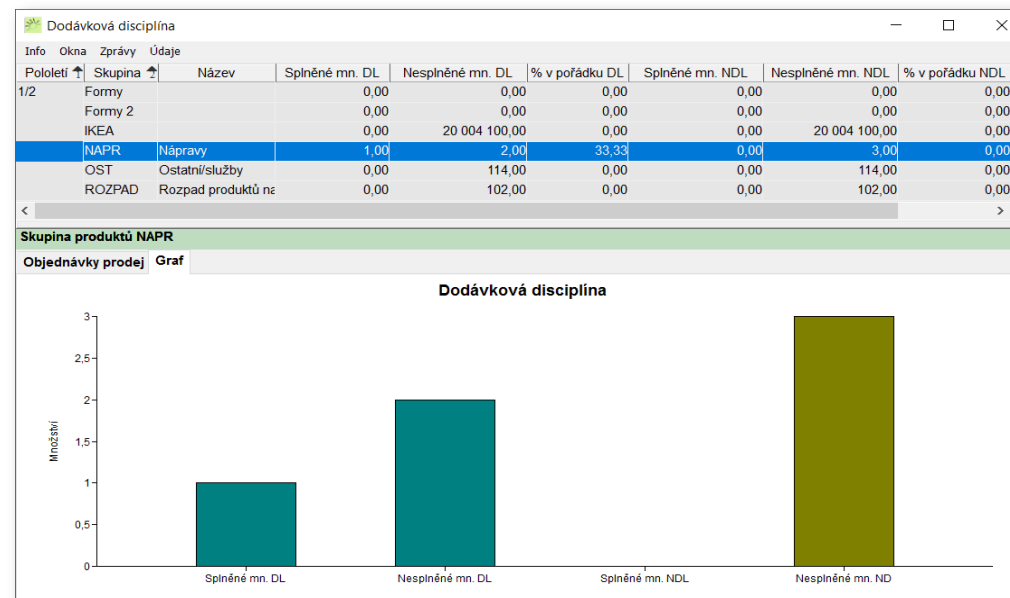 Dodávková disciplína
Info Okna Zprávy Údaje
Pololetí Skupina Název Splněné mn. DL Nesplněné mn. DL % v pořádku DL Splněné mn. NDL Nesplněné mn. NDL % v pořádku NDL
1/2 Formy 0,00 0,00 0,00 0,00 0,00 0,00
Formy 2 0,00 0,00 0,00 0,00 0,00 0,00
IKEA 0,00 20 004 100,00 0,00 0,00 20 004 100,00 0,00
NAPR Nápravy 1,00 2,00 33,33 0,00 3,00 0,00
OST Ostatní/služby 0,00 114,00 0,00 0,00 114,00 0,00
ROZPAD Rozpad produktů na 0,00 102,00 0,00 0,00 102,00 0,00
Skupina produktů NAPR
Objednávky prodej Graf
Dodávková disciplína
Množství
3
2,5
2
1,5
1
0,5
0
Splněné mn. DL Nesplněné mn. DL Splněné mn. NDL Nesplněné mn. ND